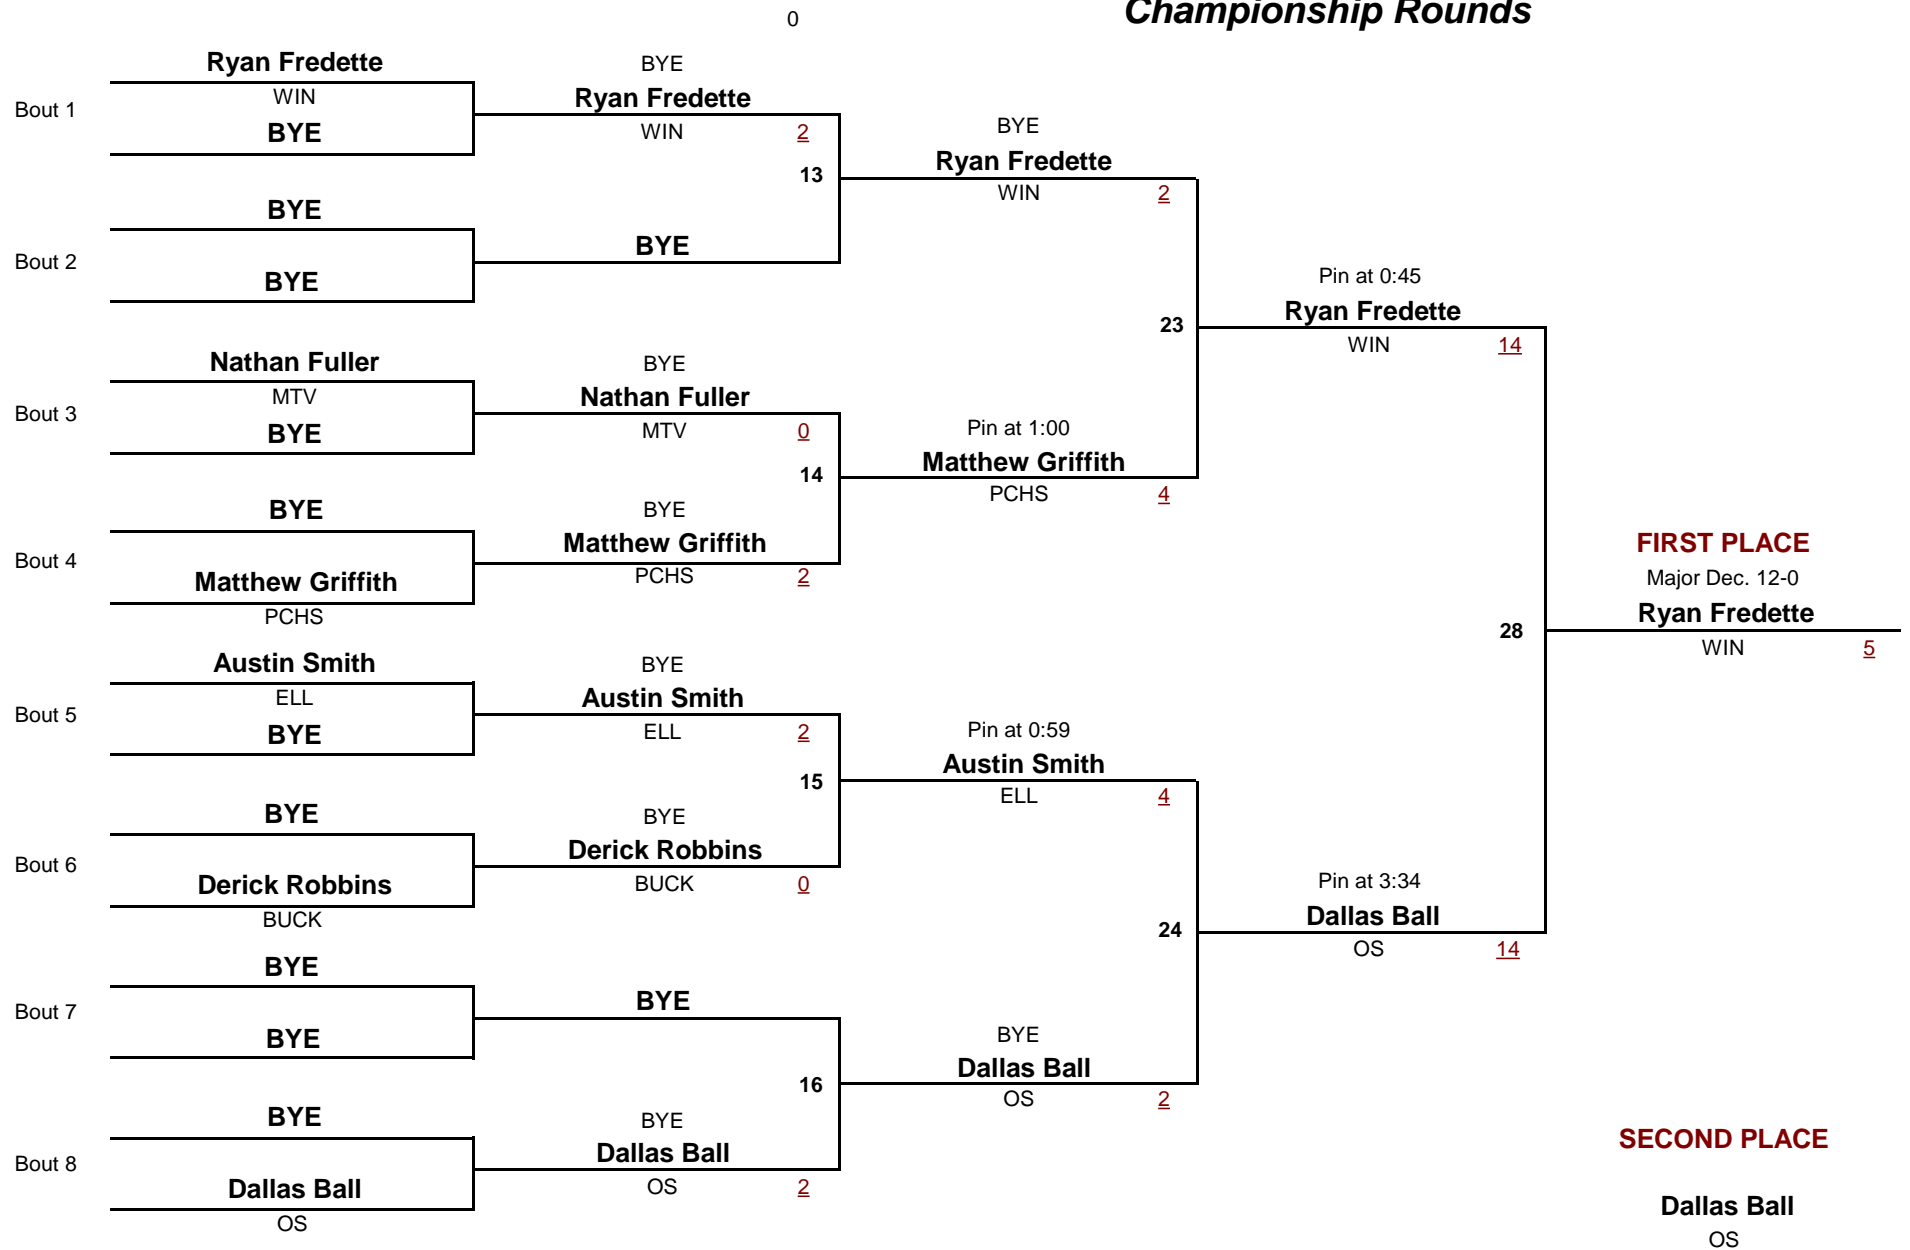 0
Championship Rounds
Ryan Fredette
WIN
Bout 1
BYE
BYE
Bout 2
BYE
Nathan Fuller
MTV
Bout 3
BYE
BYE
Bout 4
Matthew Griffith
PCHS
Austin Smith
ELL
Bout 5
BYE
BYE
Bout 6
Derick Robbins
BUCK
BYE
Bout 7
BYE
BYE
Bout 8
Dallas Ball
OS
BYE
Ryan Fredette
WIN 2
13
BYE
BYE
Nathan Fuller
MTV 0
14
BYE
Matthew Griffith
PCHS 2
BYE
Austin Smith
ELL 2
15
BYE
Derick Robbins
BUCK 0
BYE
16
BYE
Dallas Ball
OS 2
BYE
Ryan Fredette
WIN 2
23
Pin at 1:00
Matthew Griffith
PCHS 4
Pin at 0:59
Austin Smith
ELL 4
24
BYE
Dallas Ball
OS 2
Pin at 0:45
Ryan Fredette
WIN 14
28
Pin at 3:34
Dallas Ball
OS 14
FIRST PLACE
Major Dec. 12-0
Ryan Fredette
WIN 5
SECOND PLACE
Dallas Ball
OS